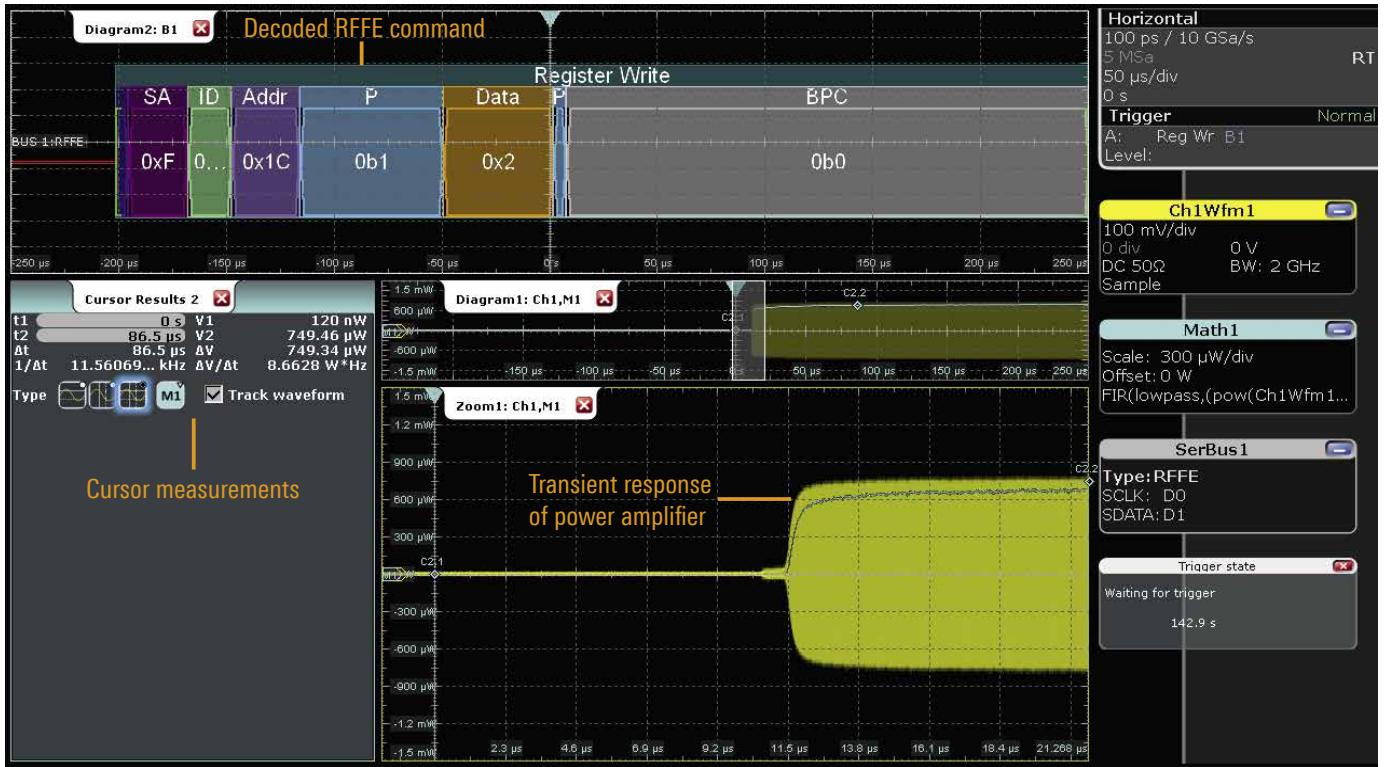 Diagram2: B1
Decoded RFFE command
Register Write
SA ID Addr P Data P BPC
BUS 1:RFFE
0xF 0... 0x1C 0b1 0x2 0b0
-250 µs -200 µs -150 µs -100 µs -50 µs 0 s 50 µs 100 µs 150 µs 200 µs 250 µs
Horizontal
100 ps / 10 GSa/s
5 MSa RT
50 µs/div
0 s
Trigger Normal
A: Reg Wr B1
Level:
Ch1Wfm1
100 mV/div
0 div 0 V
DC 50Ω BW: 2 GHz
Sample
Math1
Scale: 300 µW/div
Offset: 0 W
FIR(lowpass,(pow(Ch1Wfm1...
SerBus1
Type: RFFE
SCLK: D0
SDATA: D1
Trigger state
Waiting for trigger
142.9 s
Cursor Results 2
t1 0 s V1 120 nW
t2 86.5 µs V2 749.46 µW
Δt 86.5 µs ΔV 749.34 µW
1/Δt 11.56069... kHz ΔV/Δt 8.6628 W*Hz
Type M1 Track waveform
Cursor measurements
Diagram1: Ch1,M1
1.5 mW
600 µW
-600 µW
-1.5 mW
C2.2
-150 µs -100 µs -50 µs 50 µs 100 µs 150 µs 200 µs 250 µs
Zoom1: Ch1,M1
1.5 mW
1.2 mW
900 µW
600 µW
300 µW
-300 µW
-600 µW
-900 µW
-1.2 mW
-1.5 mW
C2.1
C2.2
Transient response
of power amplifier
2.3 µs 4.6 µs 6.9 µs 9.2 µs 11.5 µs 13.8 µs 16.1 µs 18.4 µs 21.268 µs